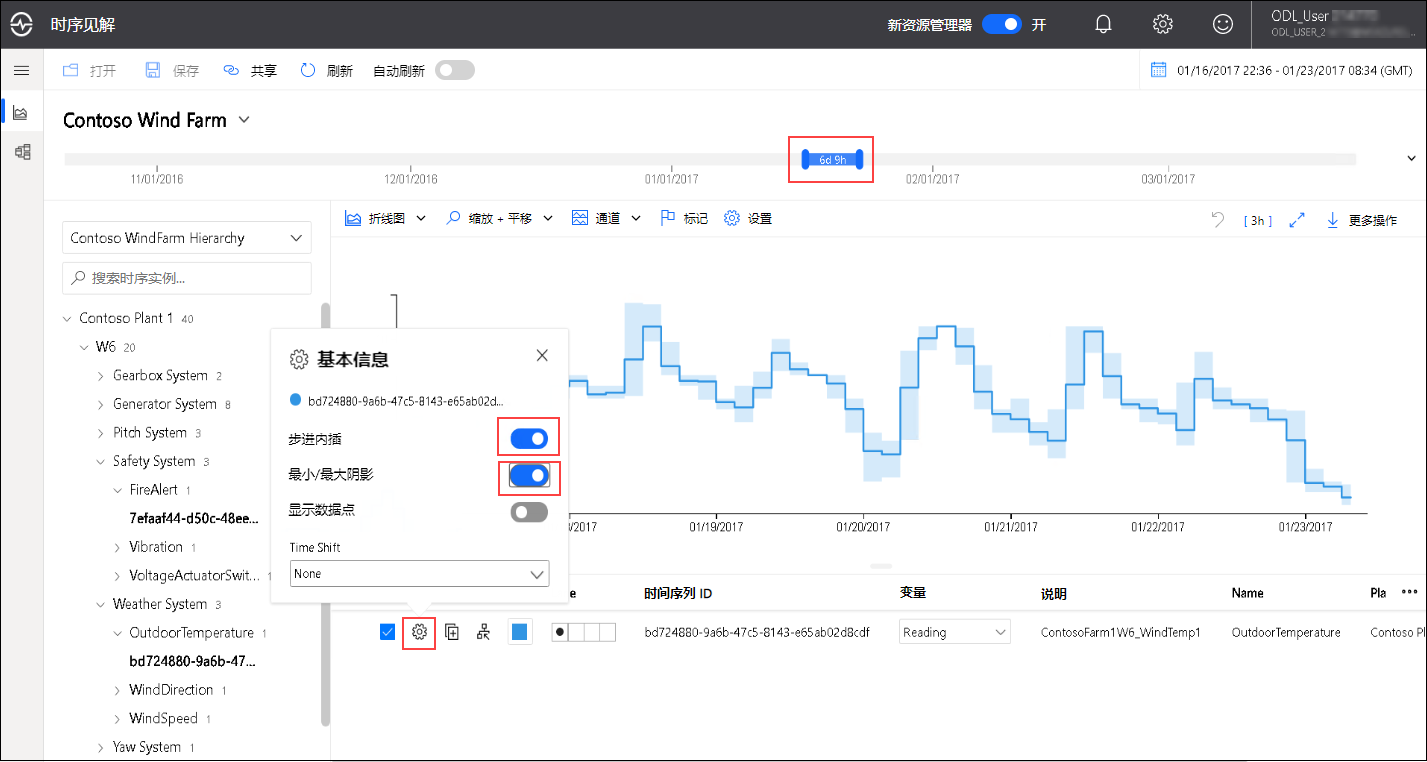 时序见解
新资源管理器 开
ODL_User
ODL_USER_2
打开 保存 共享 刷新 自动刷新
01/16/2017 22:36 - 01/23/2017 08:34 (GMT)
Contoso Wind Farm
6d 9h
11/01/2016 12/01/2016 01/01/2017 02/01/2017 03/01/2017
Contoso WindFarm Hierarchy
搜索时序实例...
折线图 缩放 + 平移 通道 标记 设置
[ 3h ] 更多操作
Contoso Plant 1 40
W6 20
Gearbox System 2
Generator System 8
Pitch System 3
Safety System 3
FireAlert 1
7efaaf44-d50c-48ee...
Vibration 1
VoltageActuatorSwit... 1
Weather System 3
OutdoorTemperature 1
bd724880-9a6b-47...
WindDirection 1
WindSpeed 1
Yaw System 1
基本信息
bd724880-9a6b-47c5-8143-e65ab02d...
步进内插
最小/最大阴影
显示数据点
Time Shift
None
/2017 01/19/2017 01/20/2017 01/21/2017 01/22/2017 01/23/2017
e 时间序列 ID 变量 说明 Name Pla
bd724880-9a6b-47c5-8143-e65ab02d8cdf Reading ContosoFarm1W6_WindTemp1 OutdoorTemperature Contoso Pl